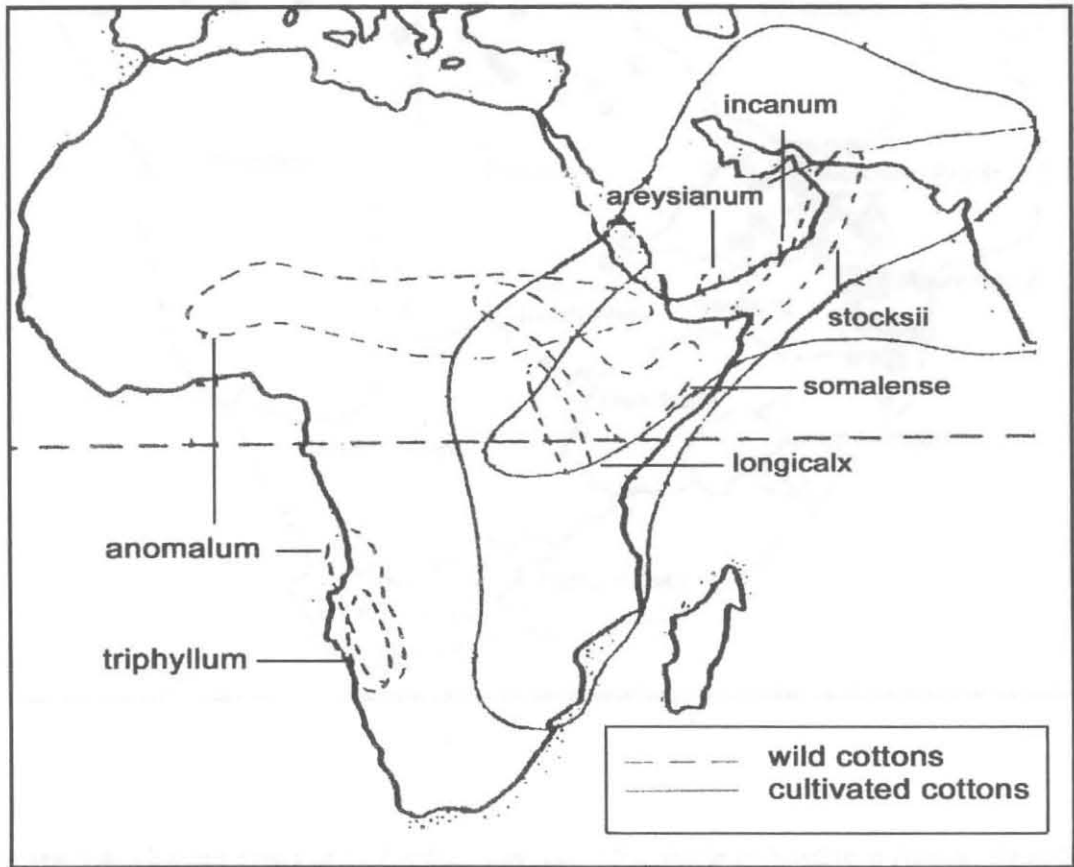 incanum
areysianum
stocksii
somalense
longicalx
anomalum
triphyllum
wild cottons
cultivated cottons